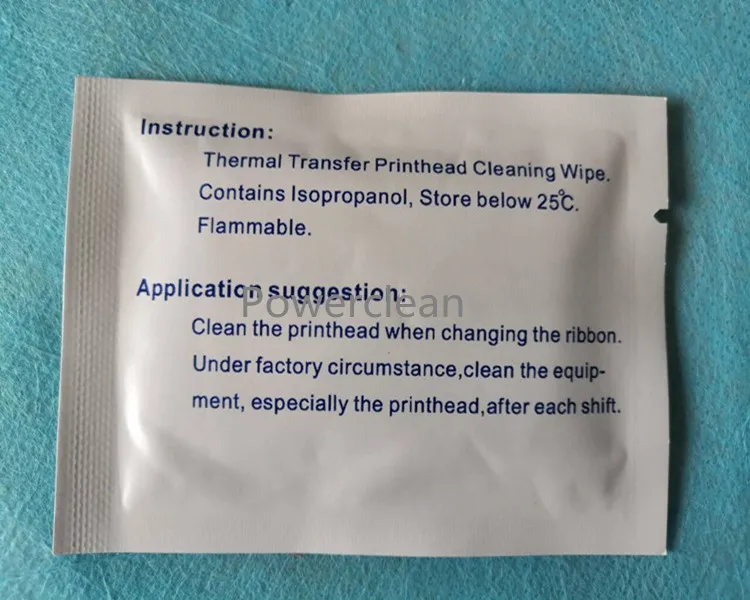 Instruction:
Thermal Transfer Printhead Cleaning Wipe.
Contains Isopropanol, Store below 25℃.
Flammable.
Application suggestion:
Powerclean
Clean the printhead when changing the ribbon.
Under factory circumstance,clean the equip-
ment, especially the printhead,after each shift.